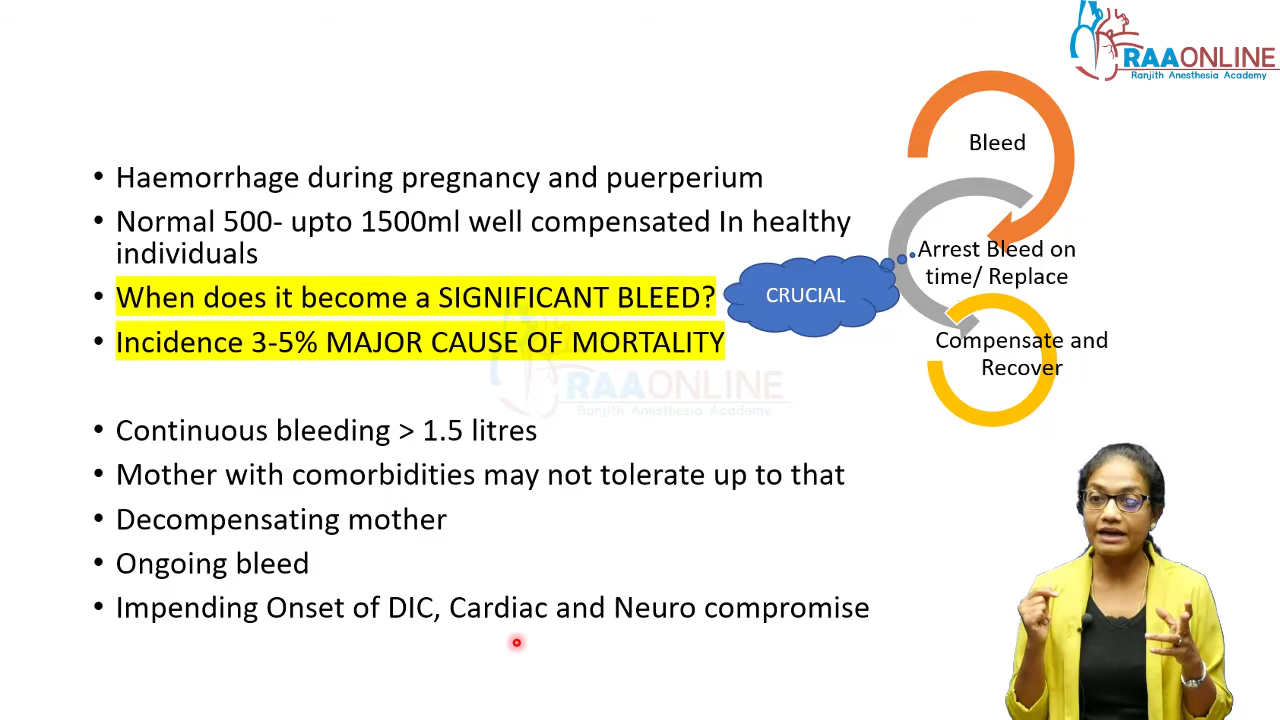 RAAONLINE
Ranjith Anesthesia Academy
Bleed
• Haemorrhage during pregnancy and puerperium
• Normal 500- upto 1500ml well compensated In healthy
individuals
Arrest Bleed on
time/ Replace
CRUCIAL
• When does it become a SIGNIFICANT BLEED?
• Incidence 3-5% MAJOR CAUSE OF MORTALITY
Compensate and
Recover
RAAONLINE
Ranjith Anesthesia Academy
• Continuous bleeding > 1.5 litres
• Mother with comorbidities may not tolerate up to that
• Decompensating mother
• Ongoing bleed
• Impending Onset of DIC, Cardiac and Neuro compromise